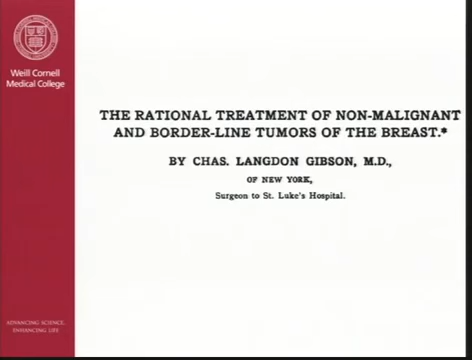 Weill Cornell
Medical College
THE RATIONAL TREATMENT OF NON-MALIGNANT
AND BORDER-LINE TUMORS OF THE BREAST.*
BY CHAS. LANGDON GIBSON, M.D.,
OF NEW YORK,
Surgeon to St. Luke's Hospital.
ADVANCING SCIENCE.
ENHANCING LIFE